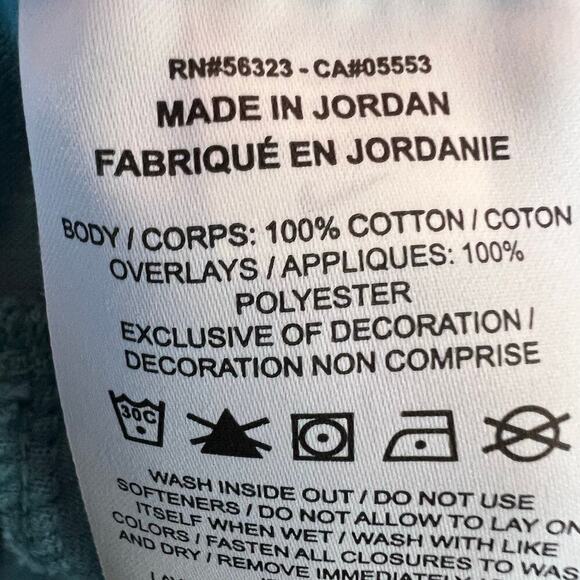 RN#56323 - CA#05553
MADE IN JORDAN
FABRIQUÉ EN JORDANIE
BODY / CORPS: 100% COTTON / COTON
OVERLAYS / APPLIQUES: 100%
POLYESTER
EXCLUSIVE OF DECORATION /
DECORATION NON COMPRISE
30C
WASH INSIDE OUT / DO NOT USE
SOFTENERS / DO NOT ALLOW TO LAY ON
ITSELF WHEN WET / WASH WITH LIKE
COLORS / FASTEN ALL CLOSURES TO WAS
AND DRY / REMOVE IMMEDIATELY